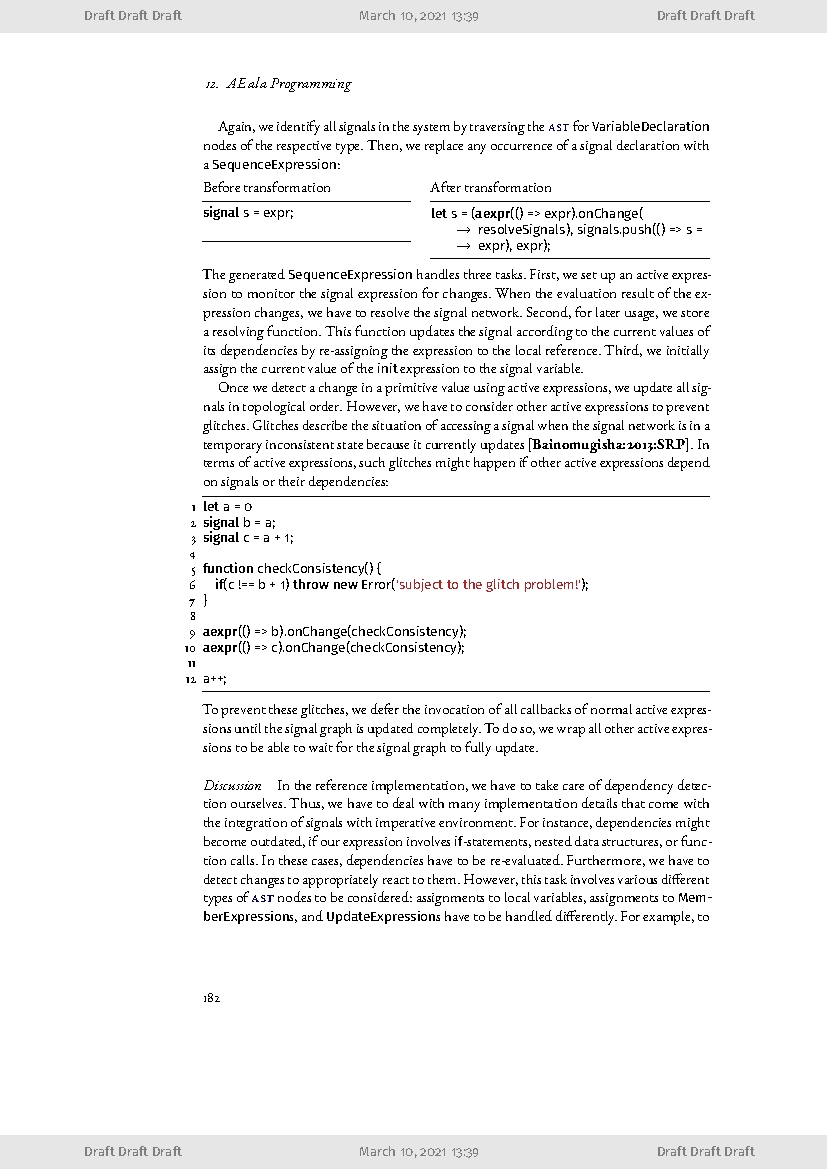 Draft Draft Draft March 10, 2021 13:39 Draft Draft Draft
12. AEala Programming
Again, we identify all signals in the system by traversing the AST for VariableDeclaration
nodes of the respective type. Then, we replace any occurrence of a signal declaration with
a SequenceExpression:
Before transformation
signal s = expr;
After transformation
let s = (aexpr(() => expr).onChange(
→ resolveSignals), signals.push(() => s =
→ expr), expr);
The generated SequenceExpression handles three tasks. First, we set up an active expres-
sion to monitor the signal expression for changes. When the evaluation result of the ex-
pression changes, we have to resolve the signal network. Second, for later usage, we store
a resolving function. This function updates the signal according to the current values of
its dependencies by re-assigning the expression to the local reference. Third, we initially
assign the current value of the init expression to the signal variable.
Once we detect a change in a primitive value using active expressions, we update all sig-
nals in topological order. However, we have to consider other active expressions to prevent
glitches. Glitches describe the situation of accessing a signal when the signal network is in a
temporary inconsistent state because it currently updates [Bainomugisha:2013:SRP]. In
terms of active expressions, such glitches might happen if other active expressions depend
on signals or their dependencies:
1 let a = 0
2 signal b = a;
3 signal c = a + 1;
4
5 function checkConsistency() {
6 if(c !== b + 1) throw new Error('subject to the glitch problem!');
7 }
8
9 aexpr(() => b).onChange(checkConsistency);
10 aexpr(() => c).onChange(checkConsistency);
11
12 a++;
To prevent these glitches, we defer the invocation of all callbacks of normal active expres-
sions until the signal graph is updated completely. To do so, we wrap all other active expres-
sions to be able to wait for the signal graph to fully update.
Discussion In the reference implementation, we have to take care of dependency detec-
tion ourselves. Thus, we have to deal with many implementation details that come with
the integration of signals with imperative environment. For instance, dependencies might
become outdated, if our expression involves if-statements, nested data structures, or func-
tion calls. In these cases, dependencies have to be re-evaluated. Furthermore, we have to
detect changes to appropriately react to them. However, this task involves various different
types of AST nodes to be considered: assignments to local variables, assignments to Mem-
berExpressions, and UpdateExpressions have to be handled differently. For example, to
182
Draft Draft Draft March 10, 2021 13:39 Draft Draft Draft